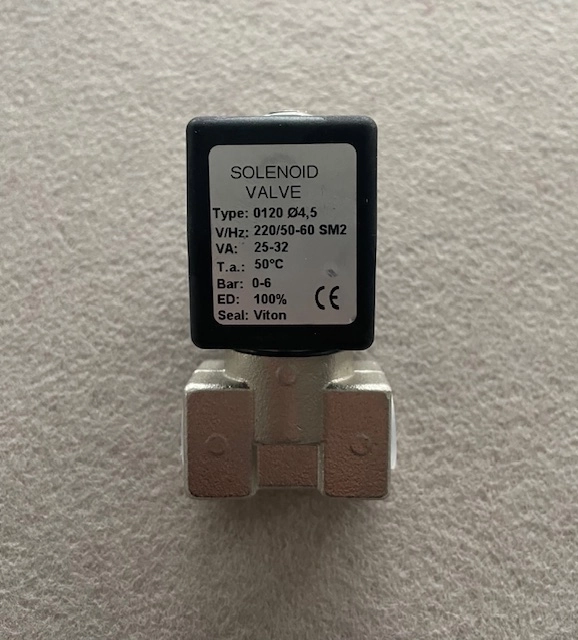 SOLENOID
VALVE
Type: 0120 Ø4,5
V/Hz: 220/50-60 SM2
VA: 25-32
T.a.: 50°C
Bar: 0-6
ED: 100% CE
Seal: Viton